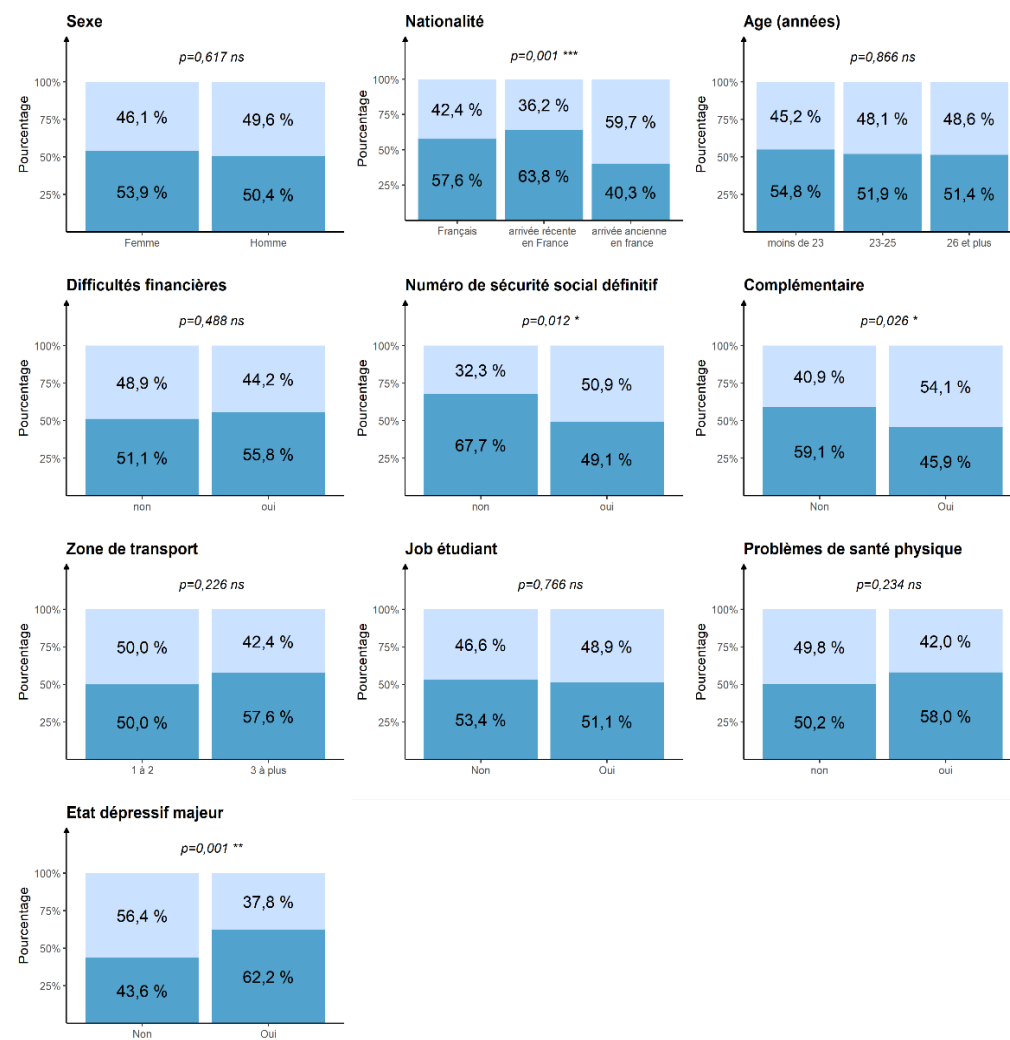 Sexe
p=0,617 ns
Pourcentage
100%
75%
50%
25%
46,1 %
49,6 %
53,9 %
50,4 %
Femme
Homme
Nationalité
p=0,001 ***
Pourcentage
100%
75%
50%
25%
42,4 %
36,2 %
59,7 %
57,6 %
63,8 %
40,3 %
Français
arrivée récente
en France
arrivée ancienne
en france
Age (années)
p=0,866 ns
Pourcentage
100%
75%
50%
25%
45,2 %
48,1 %
48,6 %
54,8 %
51,9 %
51,4 %
moins de 23
23-25
26 et plus
Difficultés financières
p=0,488 ns
Pourcentage
100%
75%
50%
25%
48,9 %
44,2 %
51,1 %
55,8 %
non
oui
Numéro de sécurité social définitif
p=0,012 *
Pourcentage
100%
75%
50%
25%
32,3 %
50,9 %
67,7 %
49,1 %
non
oui
Complémentaire
p=0,026 *
Pourcentage
100%
75%
50%
25%
40,9 %
54,1 %
59,1 %
45,9 %
Non
Oui
Zone de transport
p=0,226 ns
Pourcentage
100%
75%
50%
25%
50,0 %
42,4 %
50,0 %
57,6 %
1 à 2
3 à plus
Job étudiant
p=0,766 ns
Pourcentage
100%
75%
50%
25%
46,6 %
48,9 %
53,4 %
51,1 %
Non
Oui
Problèmes de santé physique
p=0,234 ns
Pourcentage
100%
75%
50%
25%
49,8 %
42,0 %
50,2 %
58,0 %
non
oui
Etat dépressif majeur
p=0,001 **
Pourcentage
100%
75%
50%
25%
56,4 %
37,8 %
43,6 %
62,2 %
Non
Oui